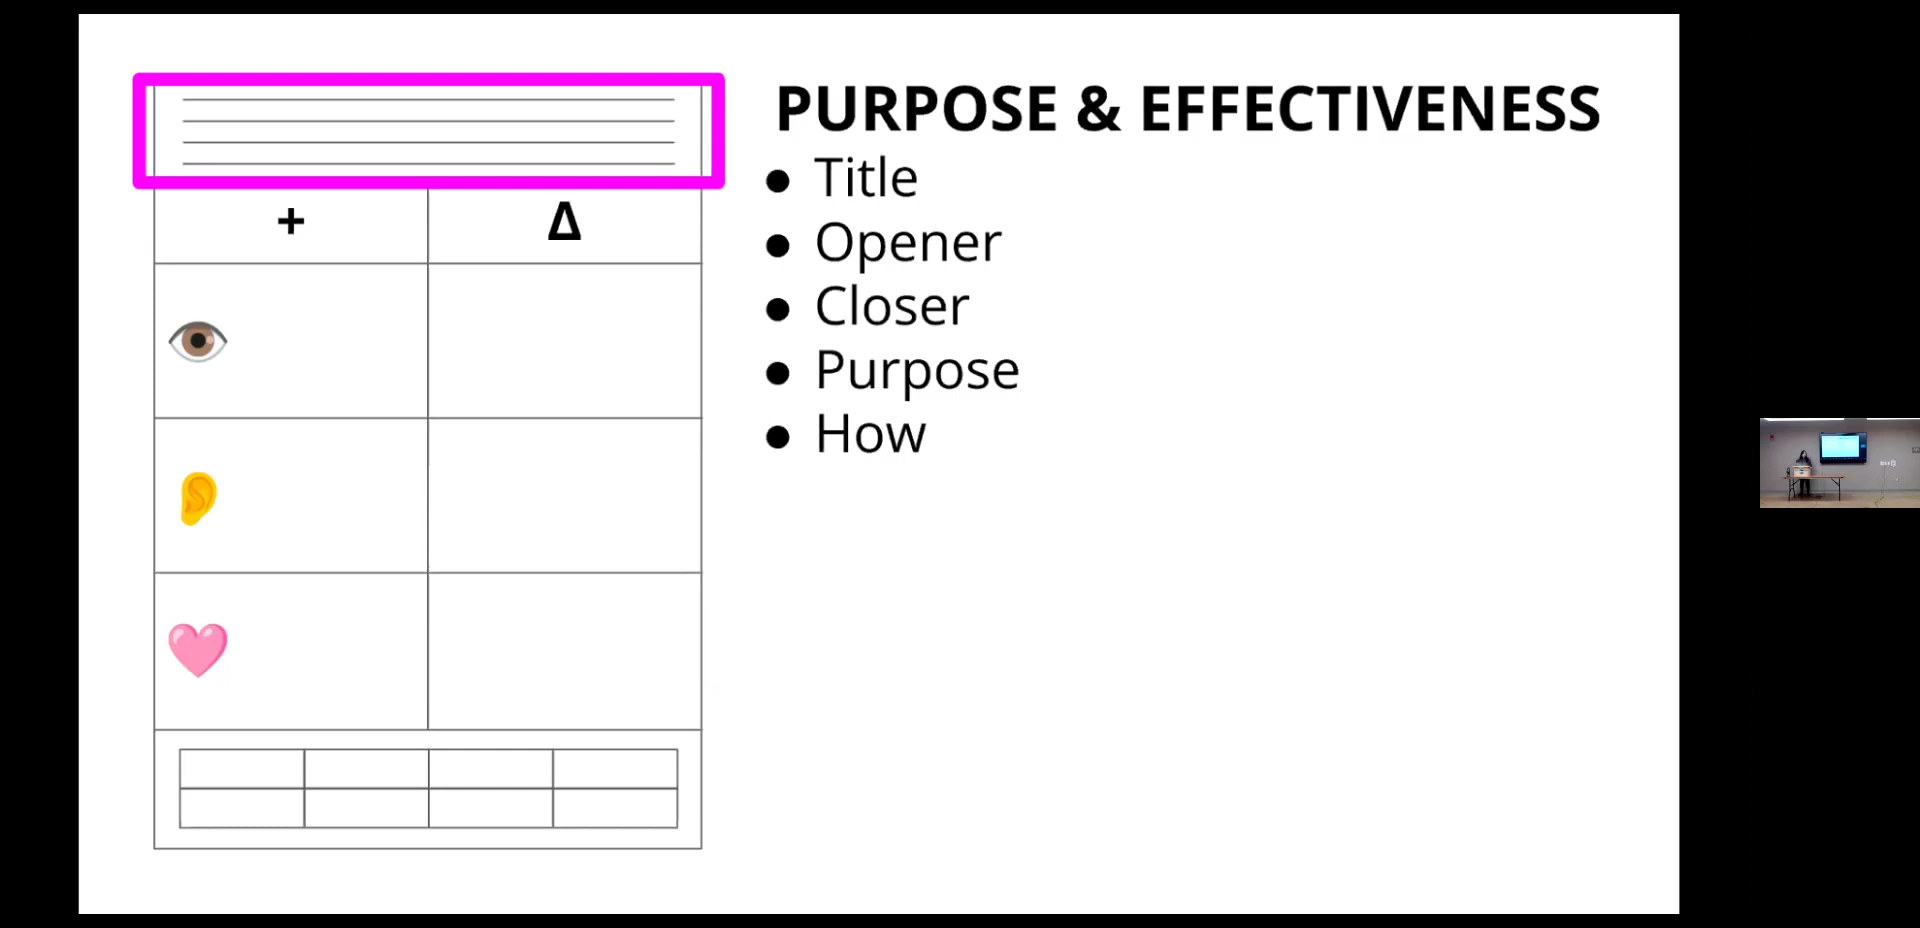 + Δ
PURPOSE & EFFECTIVENESS
● Title
● Opener
● Closer
● Purpose
● How